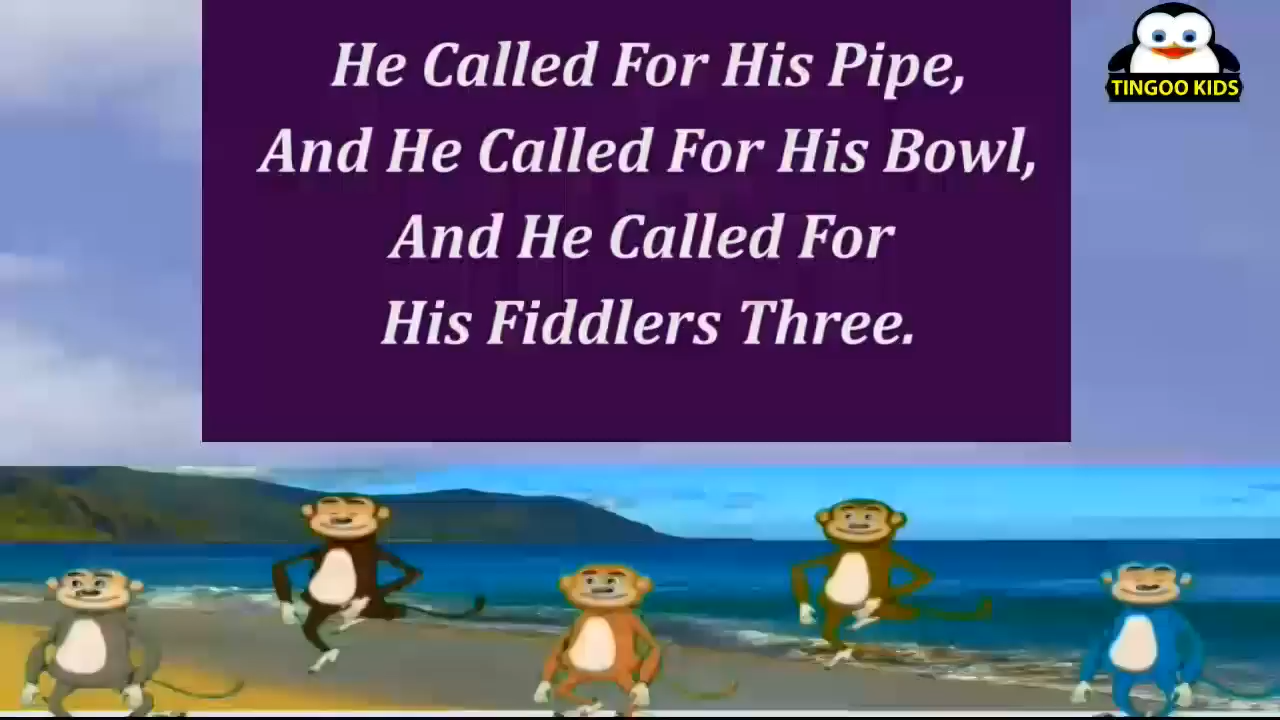 He Called For His Pipe,
And He Called For His Bowl,
And He Called For
His Fiddlers Three.
TINGOO KIDS